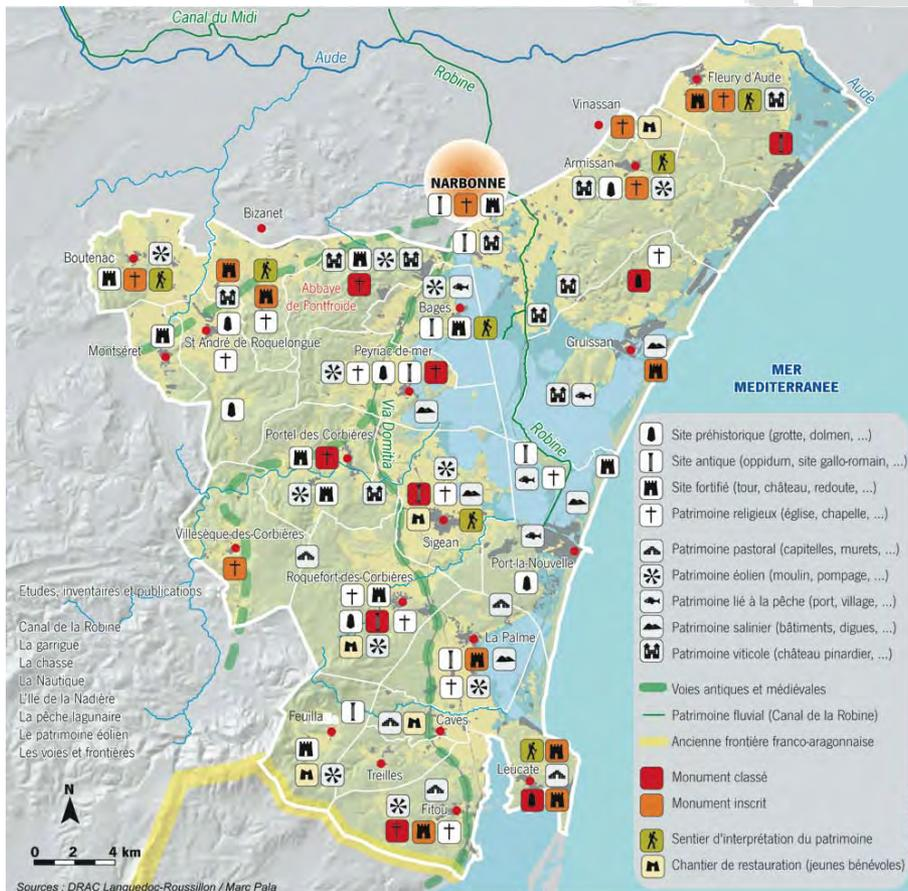 Canal du Midi
Aude
Robine
Fleury d'Aude
Aude
Vinassan
Armissan
NARBONNE
Bizanet
Boutenac
Abbaye
de Fontfroide
Bages
St André de Roquelongue
Montséret
Gruissan
Peyriac-de-mer
MER
MEDITERRANEE
Via Domitia
Robine
Portel des Corbières
Sigean
Villesèque-des-Corbières
Port-la-Nouvelle
Roquefort-des-Corbières
La Palme
Feuilla
Caves
Treilles
Leucate
Fitou
Etudes, inventaires et publications
Canal de la Robine
La garrigue
La chasse
La Nautique
L'Ile de la Nadière
La pêche lagunaire
Le patrimoine éolien
Les voies et frontières
N
0 2 4 km
Sources : DRAC Languedoc-Roussillon / Marc Pala
Site préhistorique (grotte, dolmen, ...)
Site antique (oppidum, site gallo-romain, ...)
Site fortifié (tour, château, redoute, ...)
Patrimoine religieux (église, chapelle, ...)
Patrimoine pastoral (capitelles, murets, ...)
Patrimoine éolien (moulin, pompage, ...)
Patrimoine lié à la pêche (port, village, ...)
Patrimoine salinier (bâtiments, digues, ...)
Patrimoine viticole (château pinardier, ...)
Voies antiques et médiévales
Patrimoine fluvial (Canal de la Robine)
Ancienne frontière franco-aragonnaise
Monument classé
Monument inscrit
Sentier d'interprétation du patrimoine
Chantier de restauration (jeunes bénévoles)